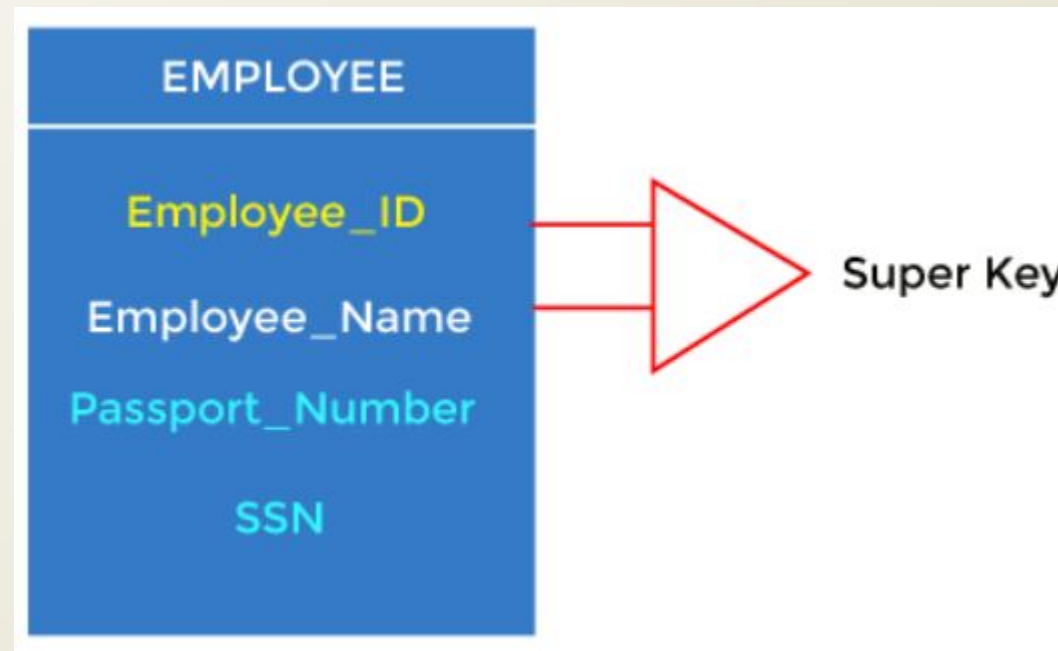 EMPLOYEE
Employee_ID
Employee_Name
Super Key
Passport_Number
SSN